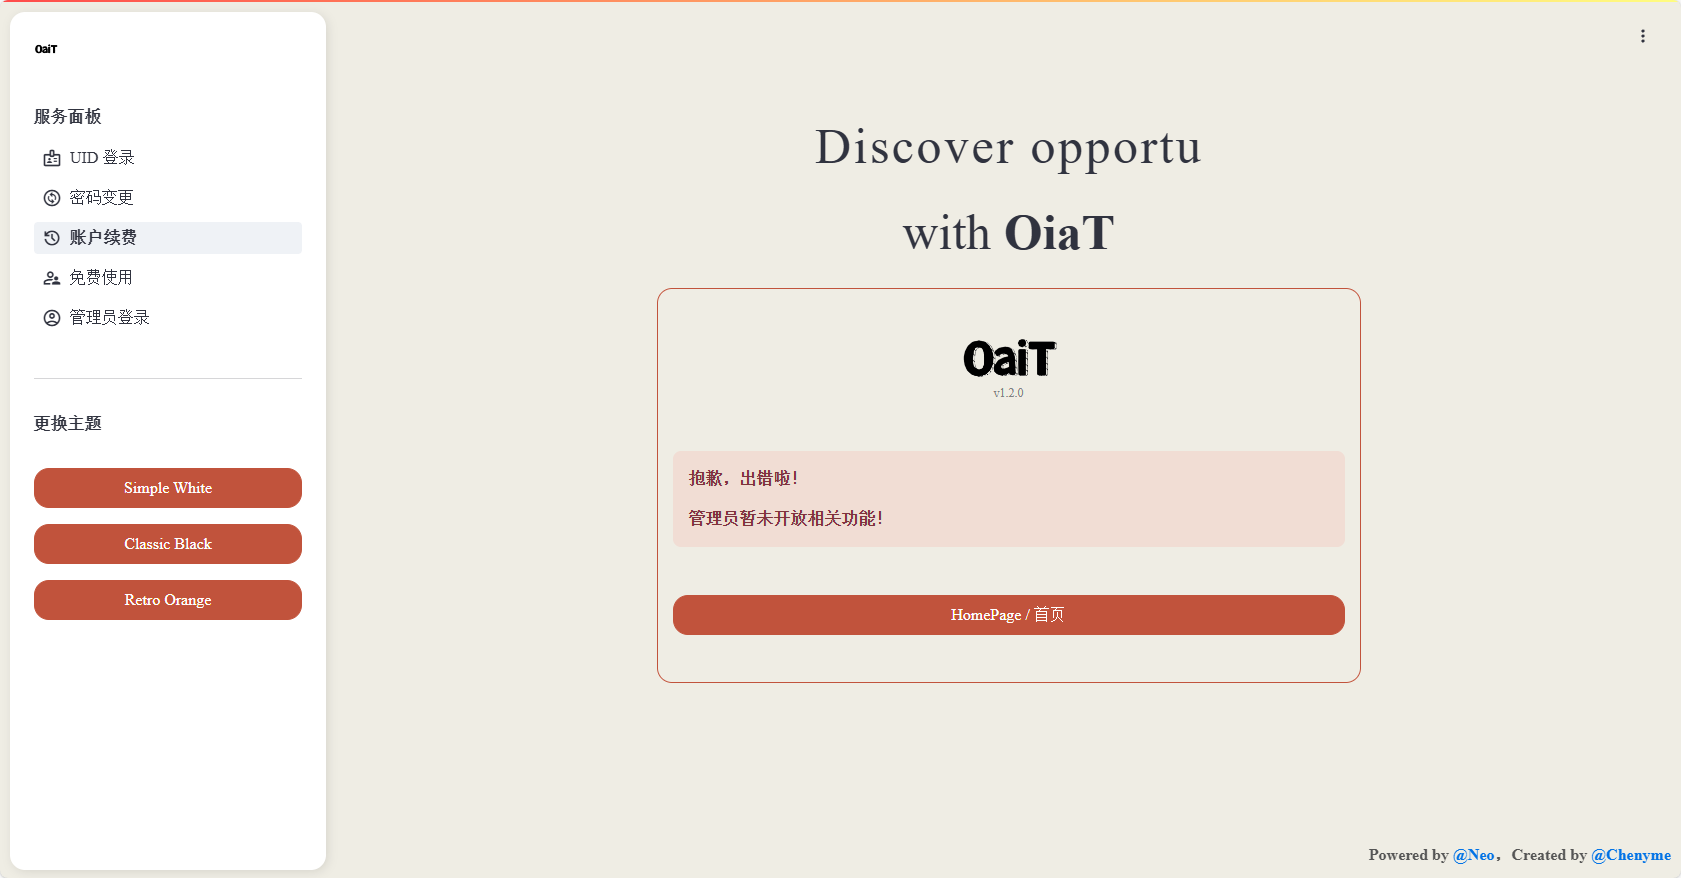 OaiT
服务面板
UID 登录
密码变更
账户续费
免费使用
管理员登录
更换主题
Simple White
Classic Black
Retro Orange
Discover opportu
with OiaT
OaiT
v1.2.0
抱歉，出错啦！
管理员暂未开放相关功能！
HomePage / 首页
Powered by @Neo，Created by @Chenyme